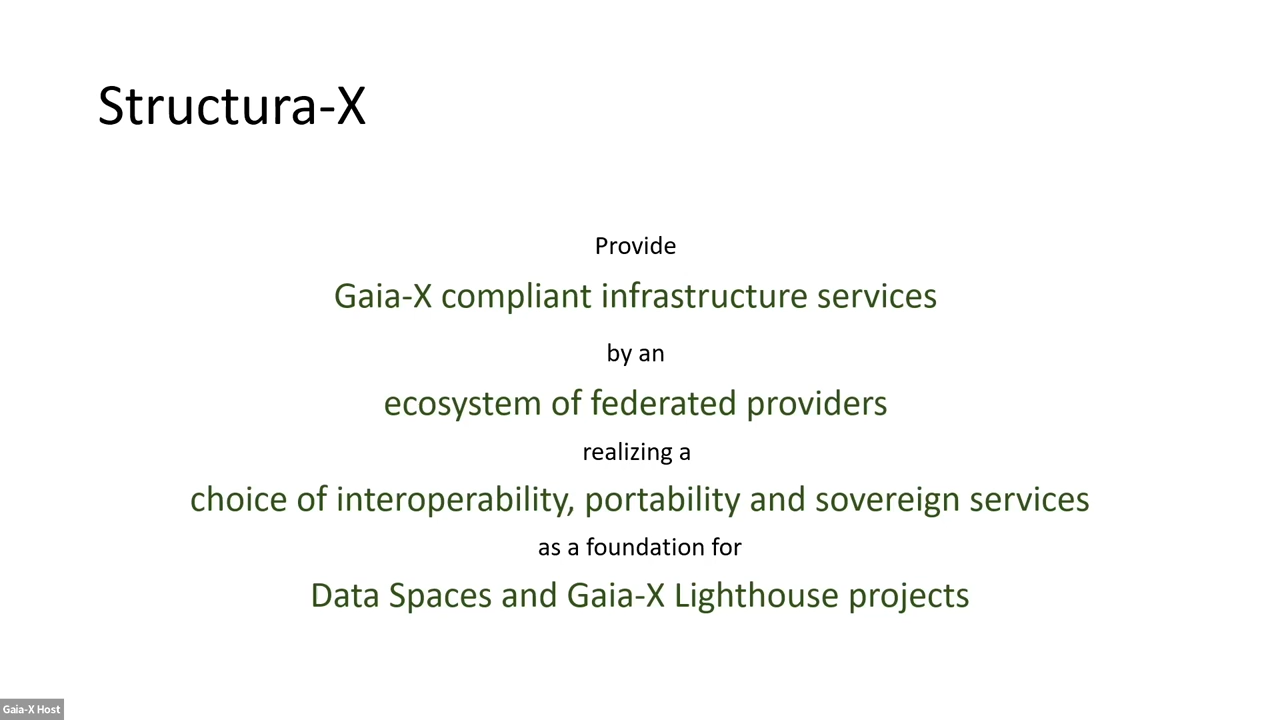 Structura-X
Provide
Gaia-X compliant infrastructure services
by an
ecosystem of federated providers
realizing a
choice of interoperability, portability and sovereign services
as a foundation for
Data Spaces and Gaia-X Lighthouse projects
Gaia-X Host